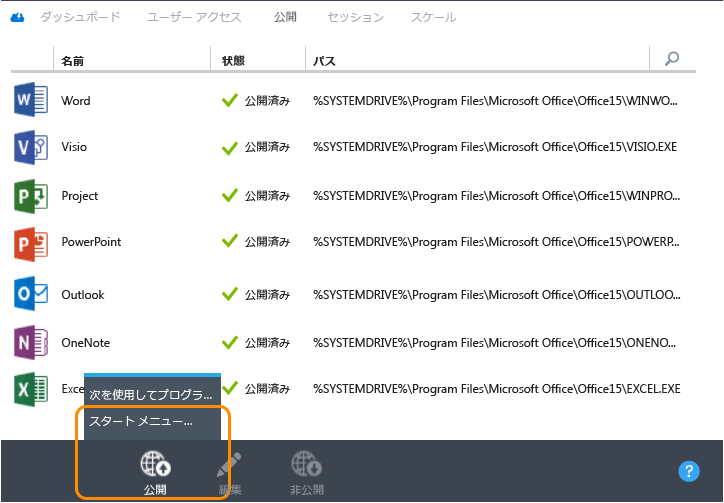 ダッシュボード ユーザー アクセス 公開 セッション スケール
名前 状態 パス
Word 公開済み %SYSTEMDRIVE%\Program Files\Microsoft Office\Office15\WINWO...
Visio 公開済み %SYSTEMDRIVE%\Program Files\Microsoft Office\Office15\VISIO.EXE
Project 公開済み %SYSTEMDRIVE%\Program Files\Microsoft Office\Office15\WINPRO...
PowerPoint 公開済み %SYSTEMDRIVE%\Program Files\Microsoft Office\Office15\POWERP...
Outlook 公開済み %SYSTEMDRIVE%\Program Files\Microsoft Office\Office15\OUTLOO...
OneNote 公開済み %SYSTEMDRIVE%\Program Files\Microsoft Office\Office15\ONENO...
Exce 公開済み %SYSTEMDRIVE%\Program Files\Microsoft Office\Office15\EXCEL.EXE
次を使用してプログラ...
スタート メニュー...
公開 編集 非公開 ?